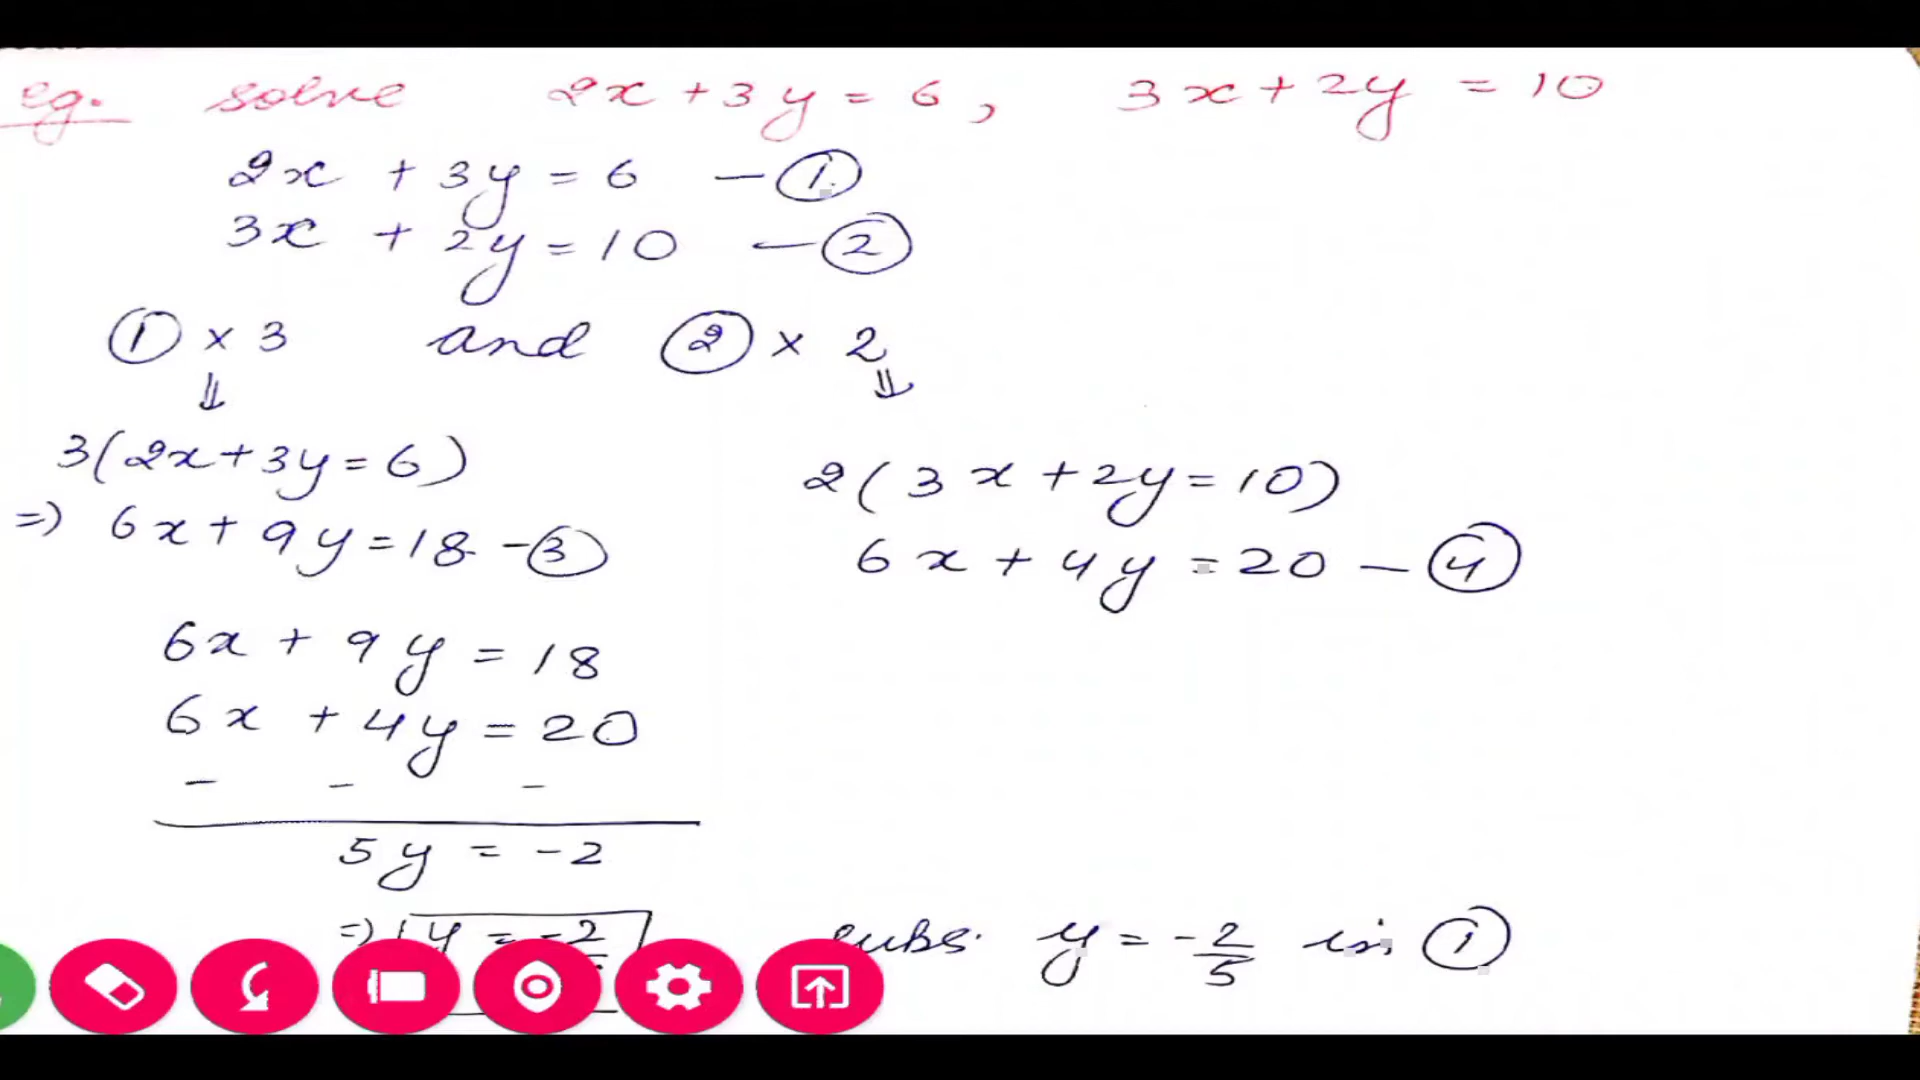 eg. solve 2x + 3y = 6, 3x + 2y = 10
2x + 3y = 6 — ①
3x + 2y = 10 — ②
① × 3 and ② × 2
⇓ ⇓
3(2x + 3y = 6)
⇒ 6x + 9y = 18 - ③
2(3x + 2y = 10)
6x + 4y = 20 — ④
6x + 9y = 18
6x + 4y = 20
- - -
5y = -2
⇒ y = -2
subs. y = -2/5 in ①